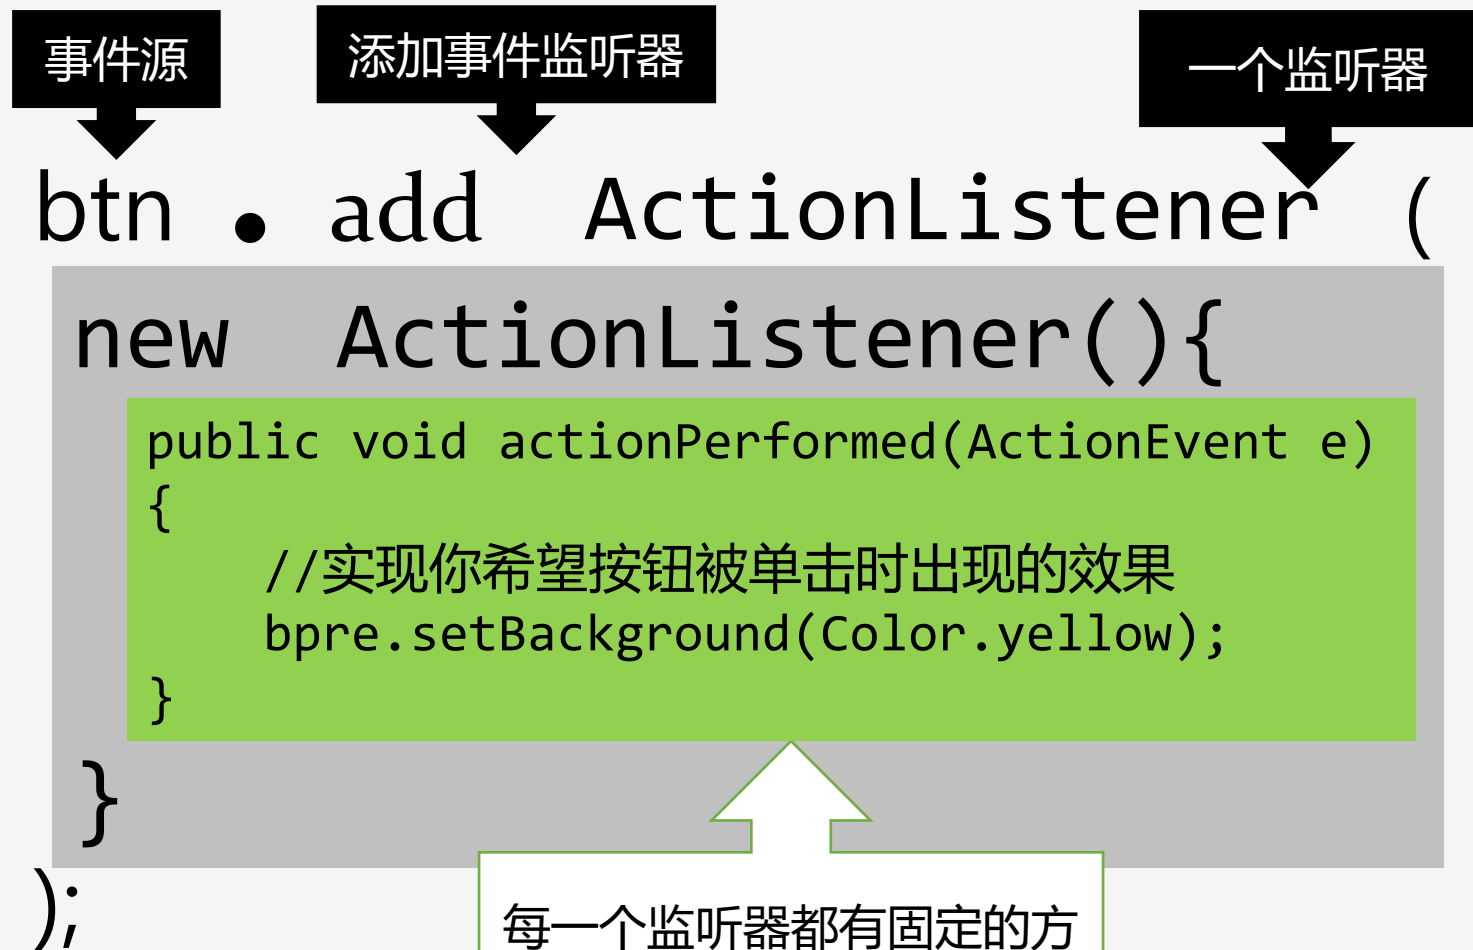 事件源
添加事件监听器
一个监听器
btn . add ActionListener (
new ActionListener(){
public void actionPerformed(ActionEvent e)
{
//实现你希望按钮被单击时出现的效果
bpre.setBackground(Color.yellow);
}
}
);
每一个监听器都有固定的方